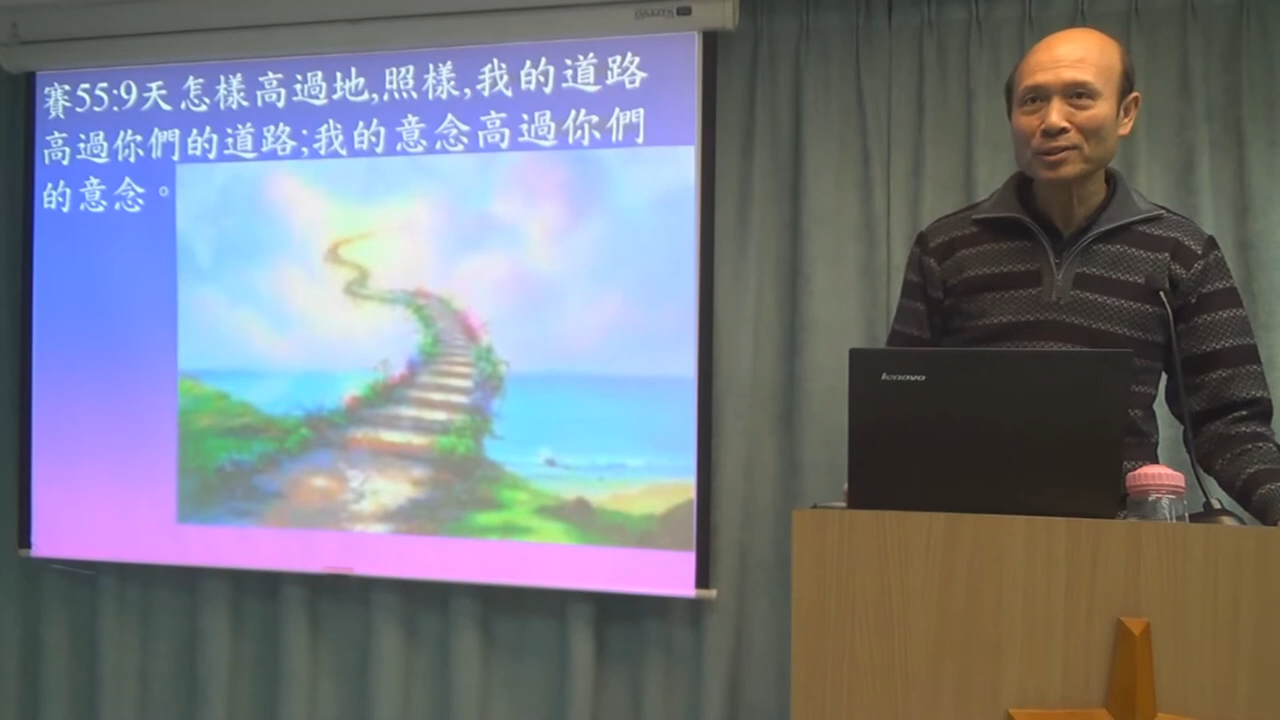 賽55:9天怎樣高過地,照樣,我的道路
高過你們的道路;我的意念高過你們
的意念。
lenovo